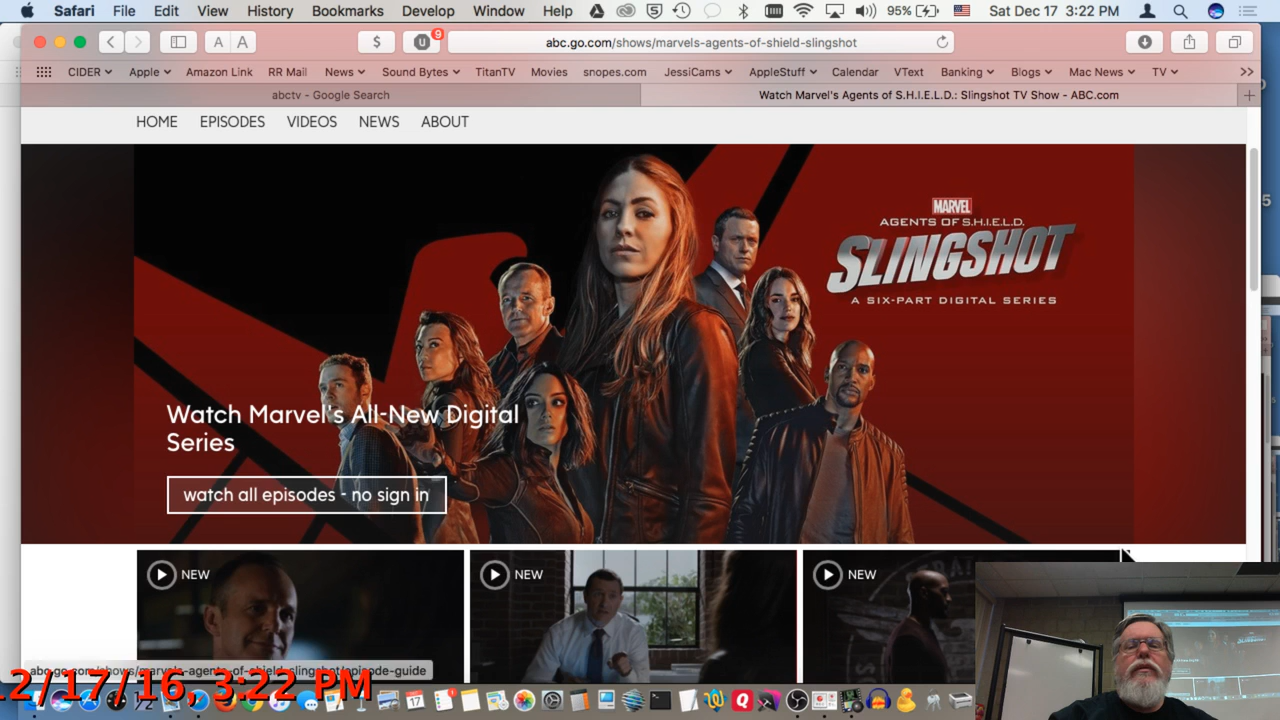 Safari File Edit View History Bookmarks Develop Window Help 95% Sat Dec 17 3:22 PM
A A $ U 9 abc.go.com/shows/marvels-agents-of-shield-slingshot
CIDER Apple Amazon Link RR Mail News Sound Bytes TitanTV Movies snopes.com JessiCams AppleStuff Calendar VText Banking Blogs Mac News TV >>
abctv - Google Search Watch Marvel's Agents of S.H.I.E.L.D.: Slingshot TV Show - ABC.com +
HOME EPISODES VIDEOS NEWS ABOUT
MARVEL
AGENTS OF S.H.I.E.L.D.
SLINGSHOT
A SIX-PART DIGITAL SERIES
Watch Marvel's All-New Digital
Series
watch all episodes - no sign in
NEW NEW NEW
abc.go.com/shows/marvels-agents-of-shield-slingshot/episode-guide
12/17/16, 3:22 PM